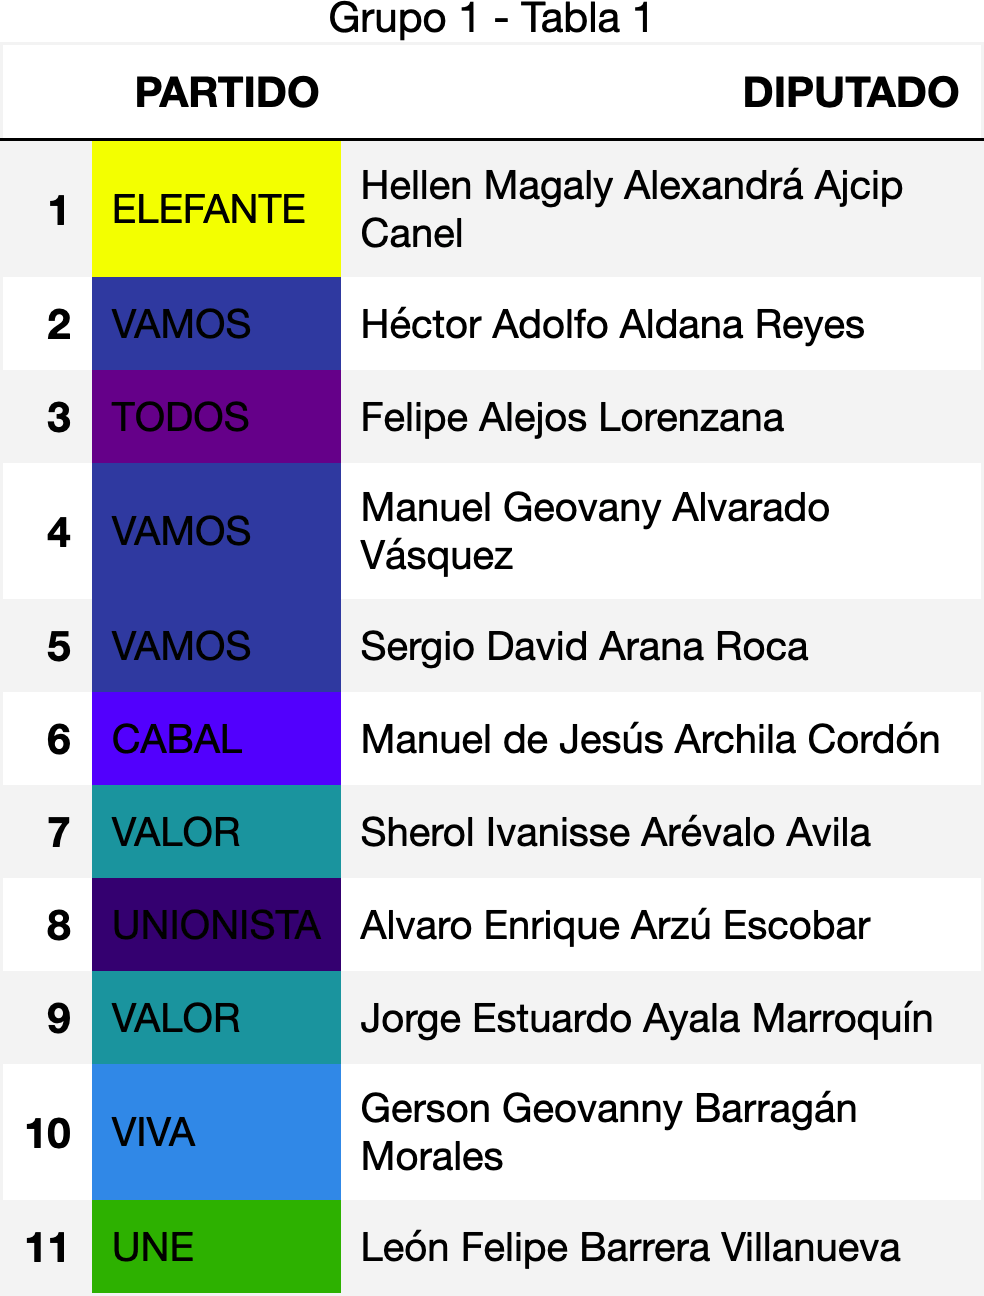 Grupo 1 - Tabla 1
PARTIDO DIPUTADO
1 ELEFANTE Hellen Magaly Alexandrá Ajcip
Canel
2 VAMOS Héctor Adolfo Aldana Reyes
3 TODOS Felipe Alejos Lorenzana
4 VAMOS Manuel Geovany Alvarado
Vásquez
5 VAMOS Sergio David Arana Roca
6 CABAL Manuel de Jesús Archila Cordón
7 VALOR Sherol Ivanisse Arévalo Avila
8 UNIONISTA Alvaro Enrique Arzú Escobar
9 VALOR Jorge Estuardo Ayala Marroquín
10 VIVA Gerson Geovanny Barragán
Morales
11 UNE León Felipe Barrera Villanueva